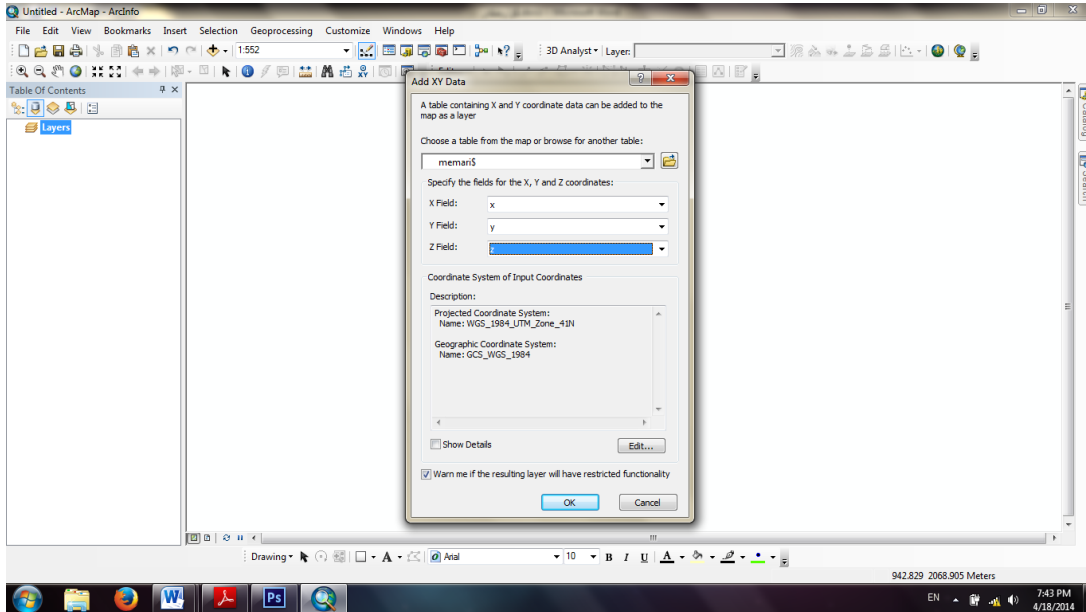 Untitled - ArcMap - ArcInfo
File Edit View Bookmarks Insert Selection Geoprocessing Customize Windows Help
1:552
3D Analyst Layer:
Table Of Contents
Layers
Add XY Data
A table containing X and Y coordinate data can be added to the
map as a layer
Choose a table from the map or browse for another table:
memari$
Specify the fields for the X, Y and Z coordinates:
X Field: x
Y Field: y
Z Field: z
Coordinate System of Input Coordinates
Description:
Projected Coordinate System:
Name: WGS_1984_UTM_Zone_41N
Geographic Coordinate System:
Name: GCS_WGS_1984
Show Details
Edit...
Warn me if the resulting layer will have restricted functionality
OK Cancel
Drawing A Arial 10 B I U A
942.829 2068.905 Meters
W Ps EN 7:43 PM
4/18/2014